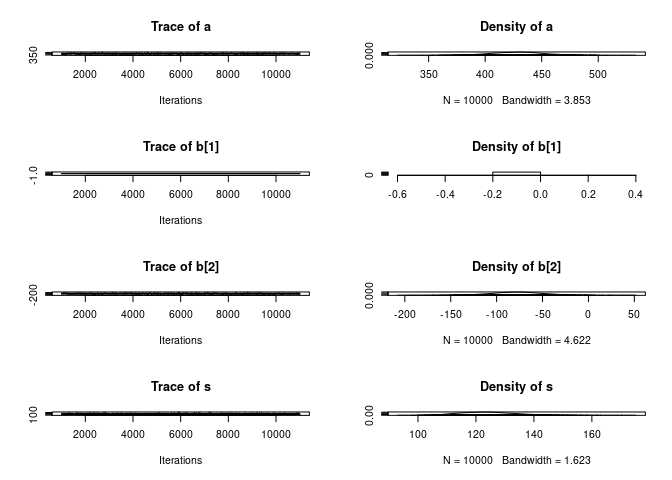 Trace of a
350
2000 4000 6000 8000 10000
Iterations
Density of a
0.000
350 400 450 500
N = 10000 Bandwidth = 3.853
Trace of b[1]
-1.0
2000 4000 6000 8000 10000
Iterations
Density of b[1]
0
-0.6 -0.4 -0.2 0.0 0.2 0.4
Trace of b[2]
-200
2000 4000 6000 8000 10000
Iterations
Density of b[2]
0.000
-200 -150 -100 -50 0 50
N = 10000 Bandwidth = 4.622
Trace of s
100
2000 4000 6000 8000 10000
Iterations
Density of s
0.00
100 120 140 160
N = 10000 Bandwidth = 1.623